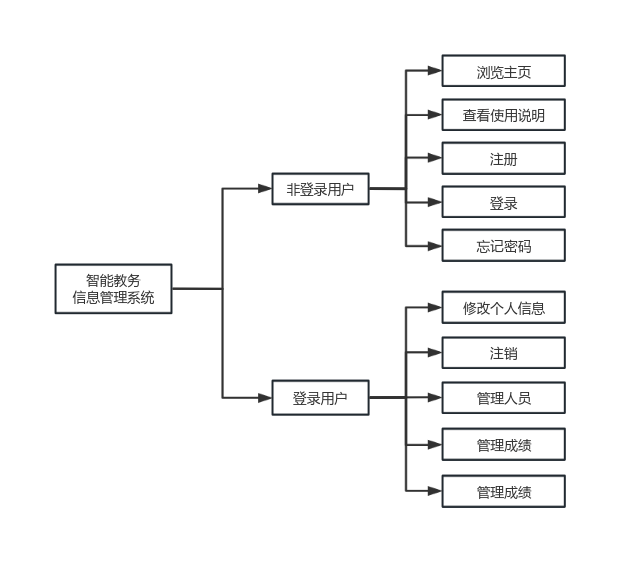 智能教务
信息管理系统
非登录用户
浏览主页
查看使用说明
注册
登录
忘记密码
登录用户
修改个人信息
注销
管理人员
管理成绩
管理成绩